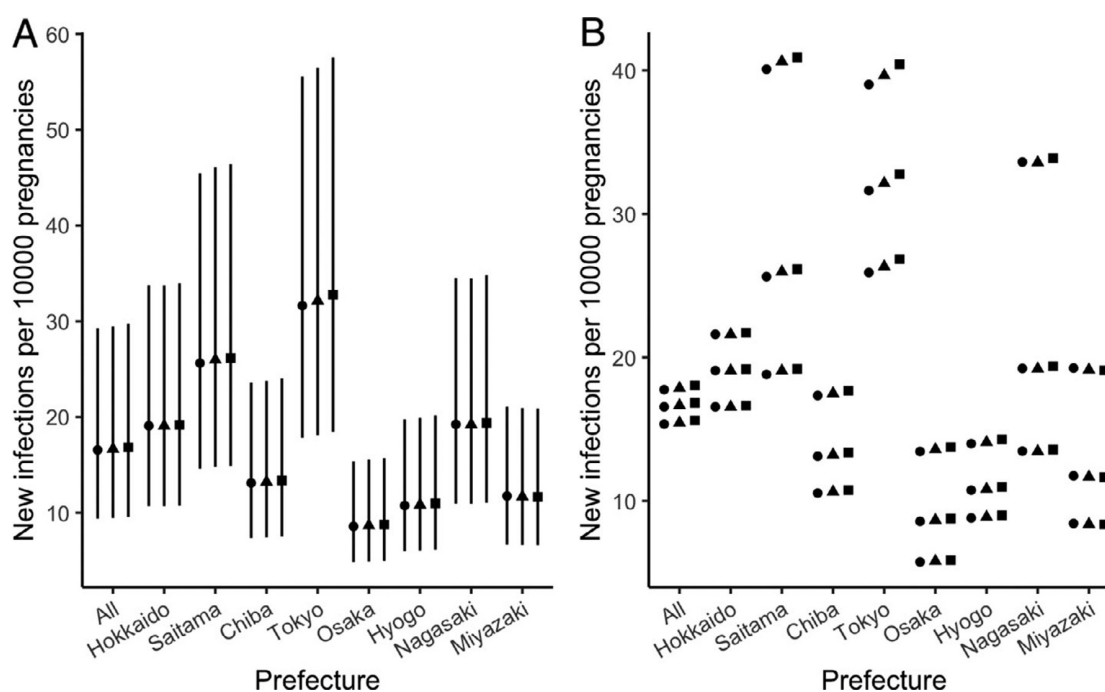 A
New infections per 10000 pregnancies
60
50
40
30
20
10
All
Hokkaido
Saitama
Chiba
Tokyo
Osaka
Hyogo
Nagasaki
Miyazaki
Prefecture
B
New infections per 10000 pregnancies
40
30
20
10
All
Hokkaido
Saitama
Chiba
Tokyo
Osaka
Hyogo
Nagasaki
Miyazaki
Prefecture